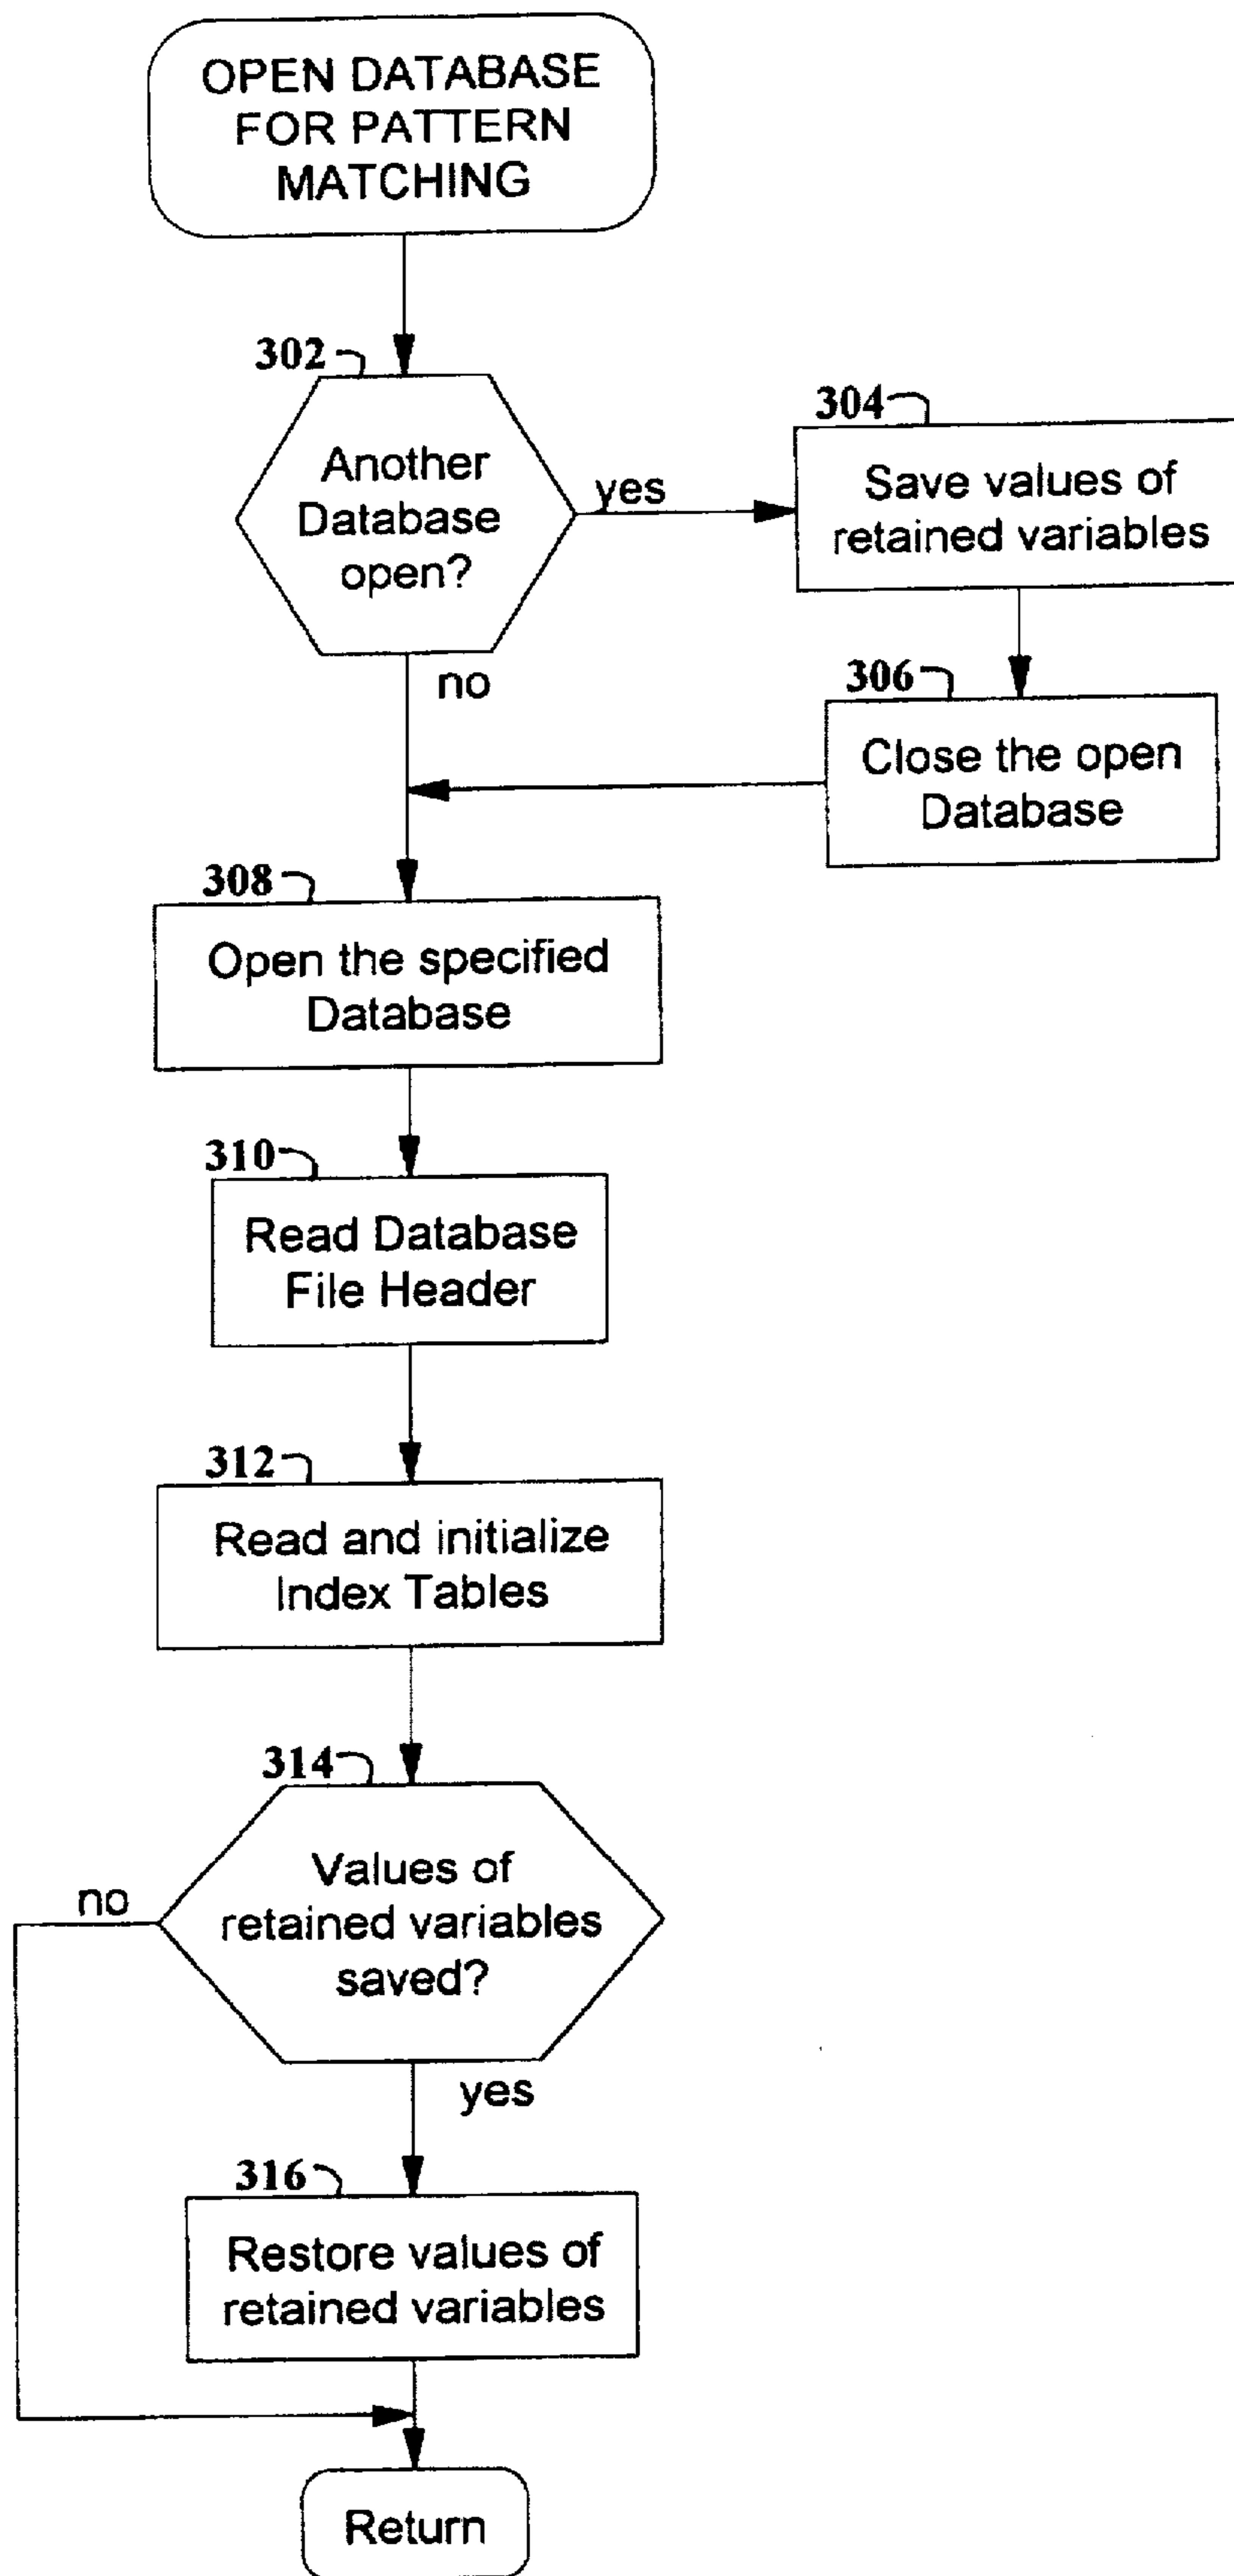 OPEN DATABASE
FOR PATTERN
MATCHING
302
Another
Database
open?
yes
304
Save values of
retained variables
no
306
Close the open
Database
308
Open the specified
Database
310
Read Database
File Header
312
Read and initialize
Index Tables
314
Values of
retained variables
saved?
no
yes
316
Restore values of
retained variables
Return